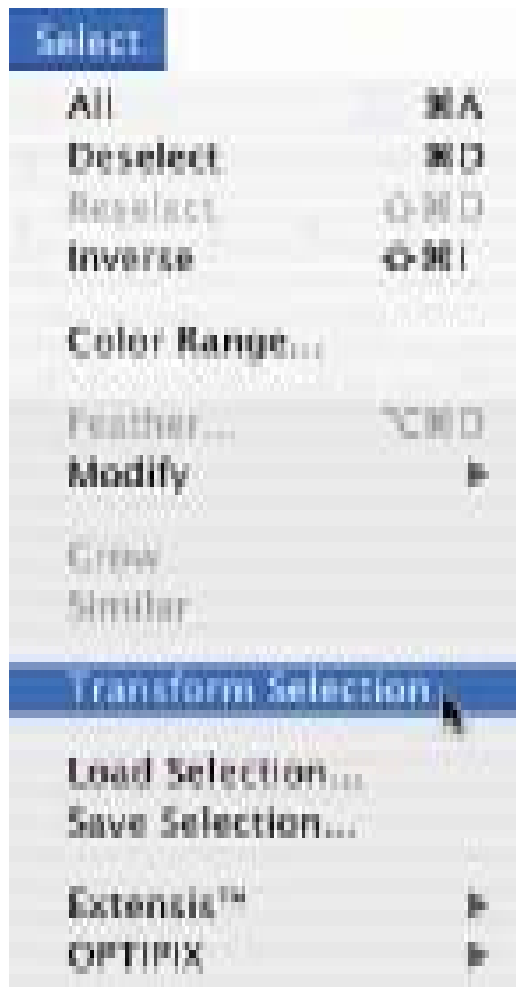 Select
All ⌘A
Deselect ⌘D
Reselect ⇧⌘D
Inverse ⇧⌘I
Color Range...
Feather... ⌥⌘D
Modify ▶
Grow
Similar
Transform Selection
Load Selection...
Save Selection...
Extensis™ ▶
OPTIPIX ▶